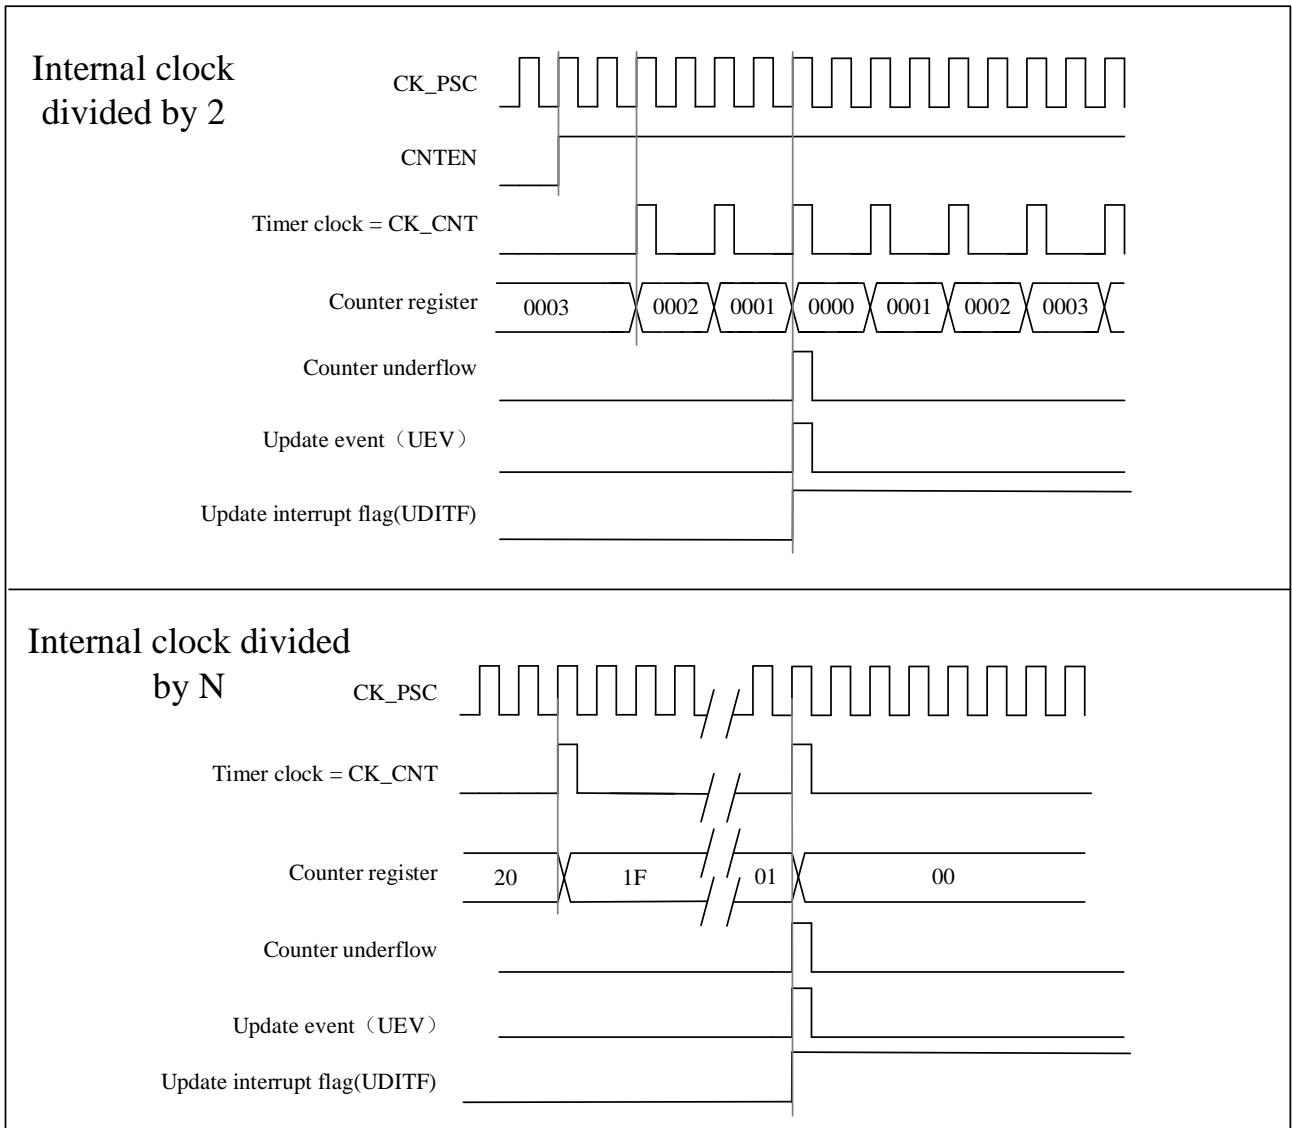 Internal clock
divided by 2
CK_PSC
CNTEN
Timer clock = CK_CNT
Counter register
0003 0002 0001 0000 0001 0002 0003
Counter underflow
Update event（UEV）
Update interrupt flag(UDITF)
Internal clock divided
by N
CK_PSC
Timer clock = CK_CNT
Counter register
20 1F 01 00
Counter underflow
Update event（UEV）
Update interrupt flag(UDITF)